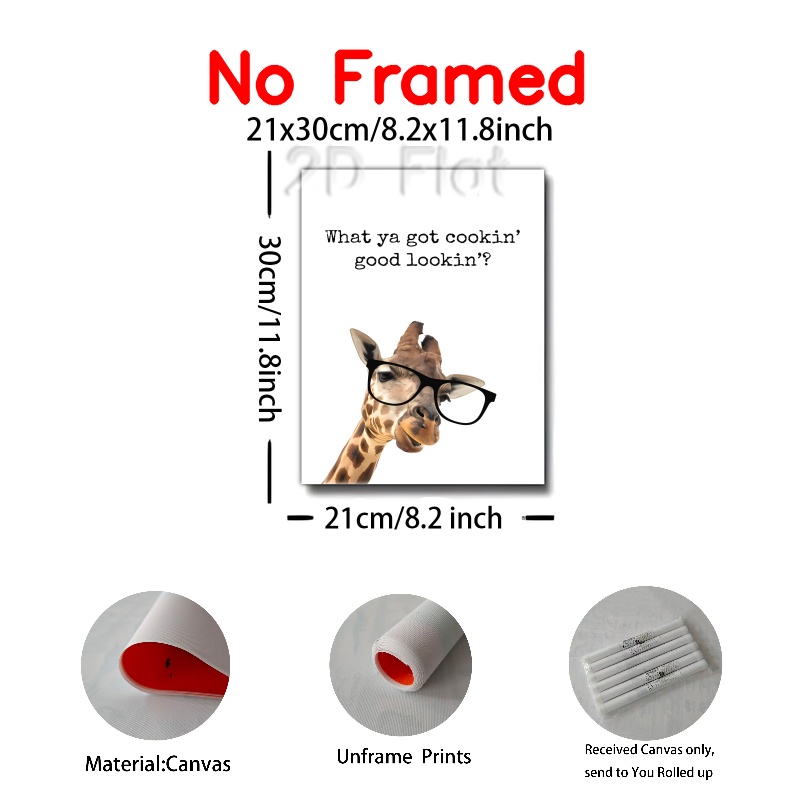 No Framed
21x30cm/8.2x11.8inch
2D Flat
What ya got cookin'
good lookin'?
30cm/11.8inch
21cm/8.2 inch
Material:Canvas
Unframe Prints
Received Canvas only,
send to You Rolled up